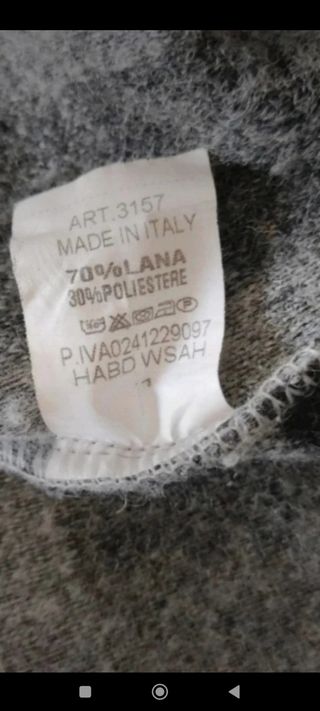 ART.3157
MADE IN ITALY
70%LANA
30%POLIESTERE
P.IVA0241229097
HABD WSAH